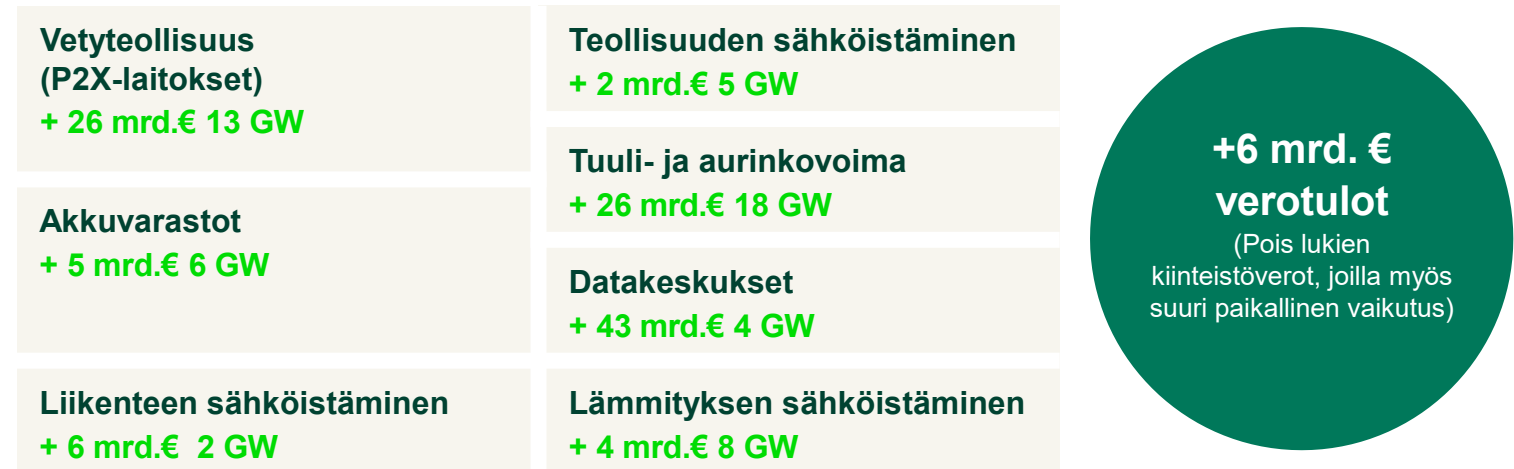 Vetyteollisuus
(P2X-laitokset)
+ 26 mrd.€ 13 GW
Akkuvarastot
+ 5 mrd.€ 6 GW
Liikenteen sähköistäminen
+ 6 mrd.€ 2 GW
Teollisuuden sähköistäminen
+ 2 mrd.€ 5 GW
Tuuli- ja aurinkovoima
+ 26 mrd.€ 18 GW
Datakeskukset
+ 43 mrd.€ 4 GW
Lämmityksen sähköistäminen
+ 4 mrd.€ 8 GW
+6 mrd. €
verotulot
(Pois lukien
kiinteistöverot, joilla myös
suuri paikallinen vaikutus)